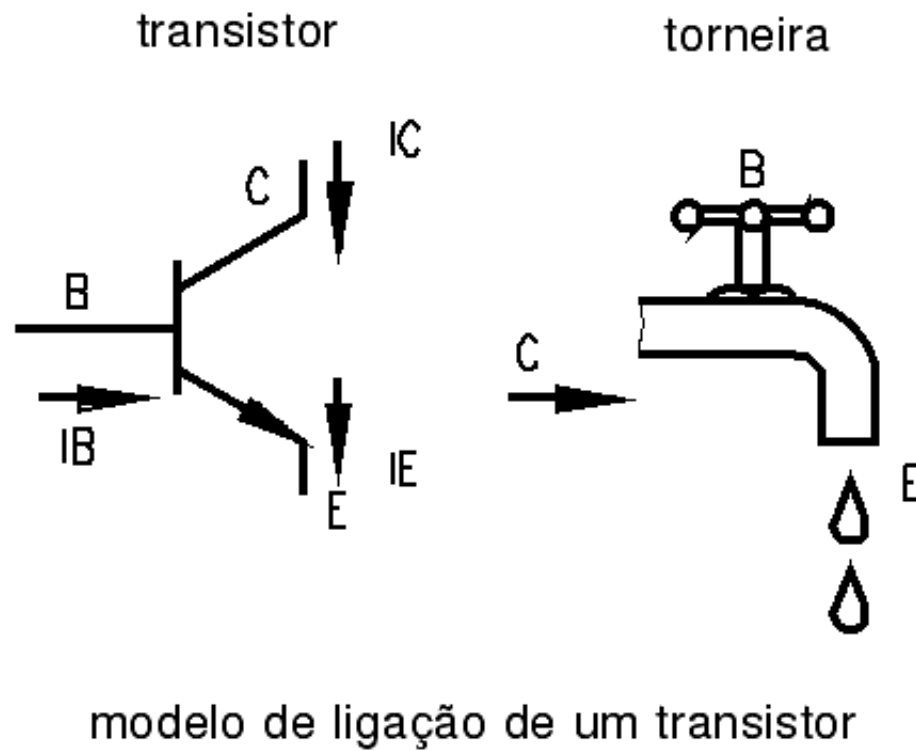 transistor
torneira
IC
C
B
B
C
IB
IE
E
E
modelo de ligação de um transistor